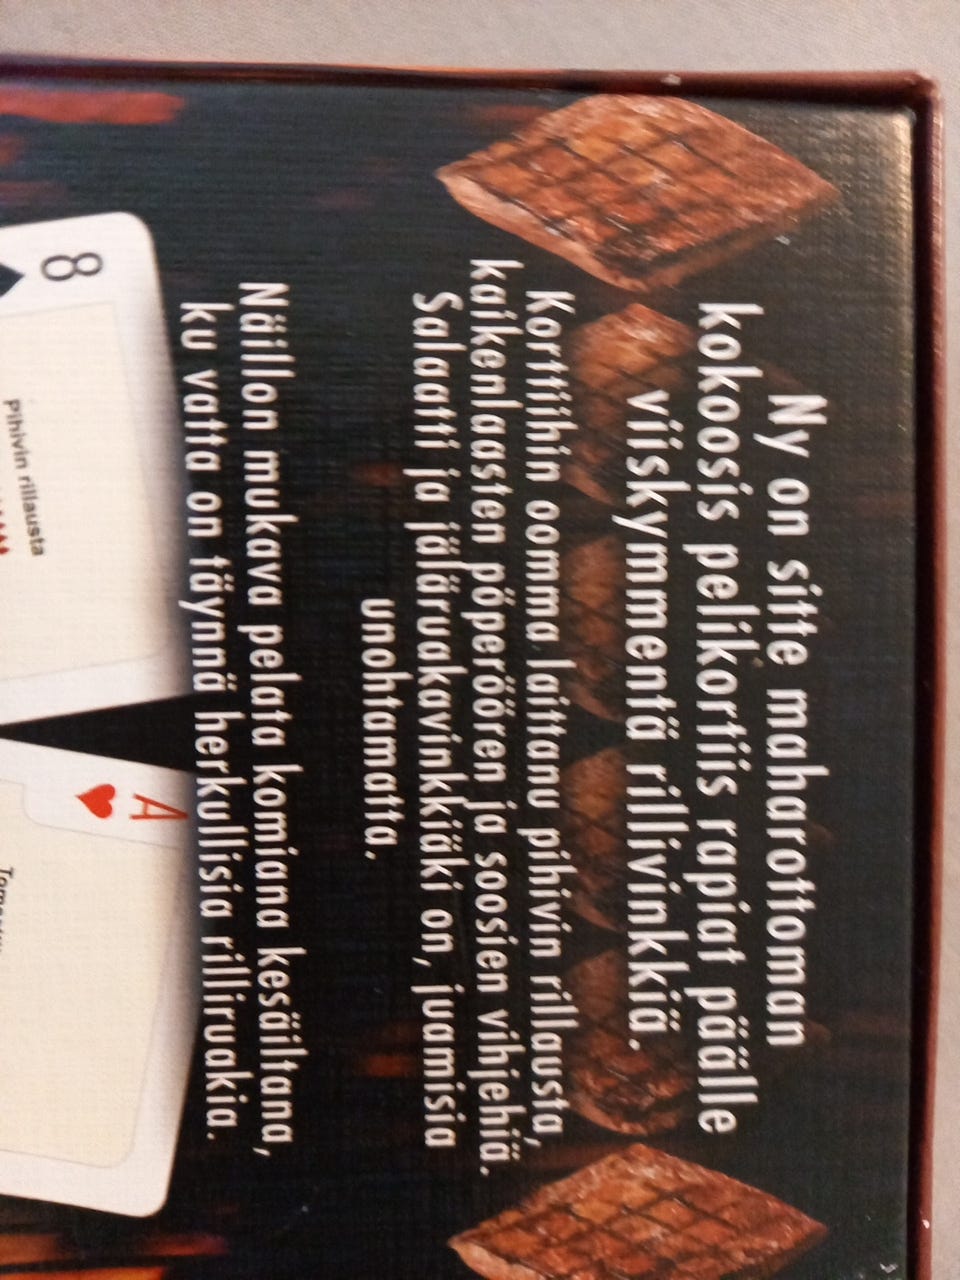 Ny on sitte maharottoman
kokoosis pelikortiis rapiat päälle
viiskymmentä rillivinkkiä.
Korttiihin oomma laittanu pihivin rillausta,
kaikenlaasten pöperöören ja soosien vihjehiä.
Salaatti ja jäläruakavinkkiäki on, juamisia
unohtamatta.
Näillon mukava pelata komiana kesäiltana,
ku vatta on täynnä herkullisia rilliruakia.
8
Pihivin rillausta
A